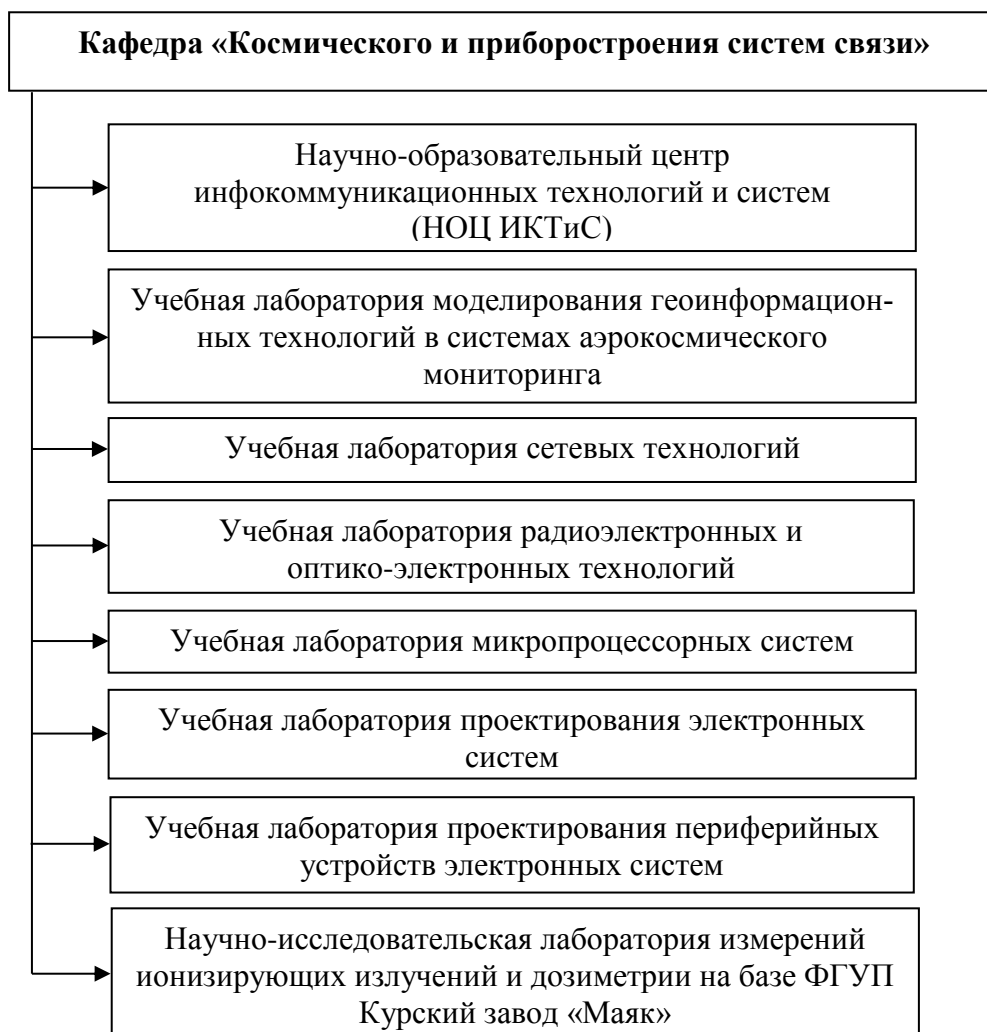 Кафедра «Космического и приборостроения систем связи»
Научно-образовательный центр
инфокоммуникационных технологий и систем
(НОЦ ИКТиС)
Учебная лаборатория моделирования геоинформацион-
ных технологий в системах аэрокосмического
мониторинга
Учебная лаборатория сетевых технологий
Учебная лаборатория радиоэлектронных и
оптико-электронных технологий
Учебная лаборатория микропроцессорных систем
Учебная лаборатория проектирования электронных
систем
Учебная лаборатория проектирования периферийных
устройств электронных систем
Научно-исследовательская лаборатория измерений
ионизирующих излучений и дозиметрии на базе ФГУП
Курский завод «Маяк»